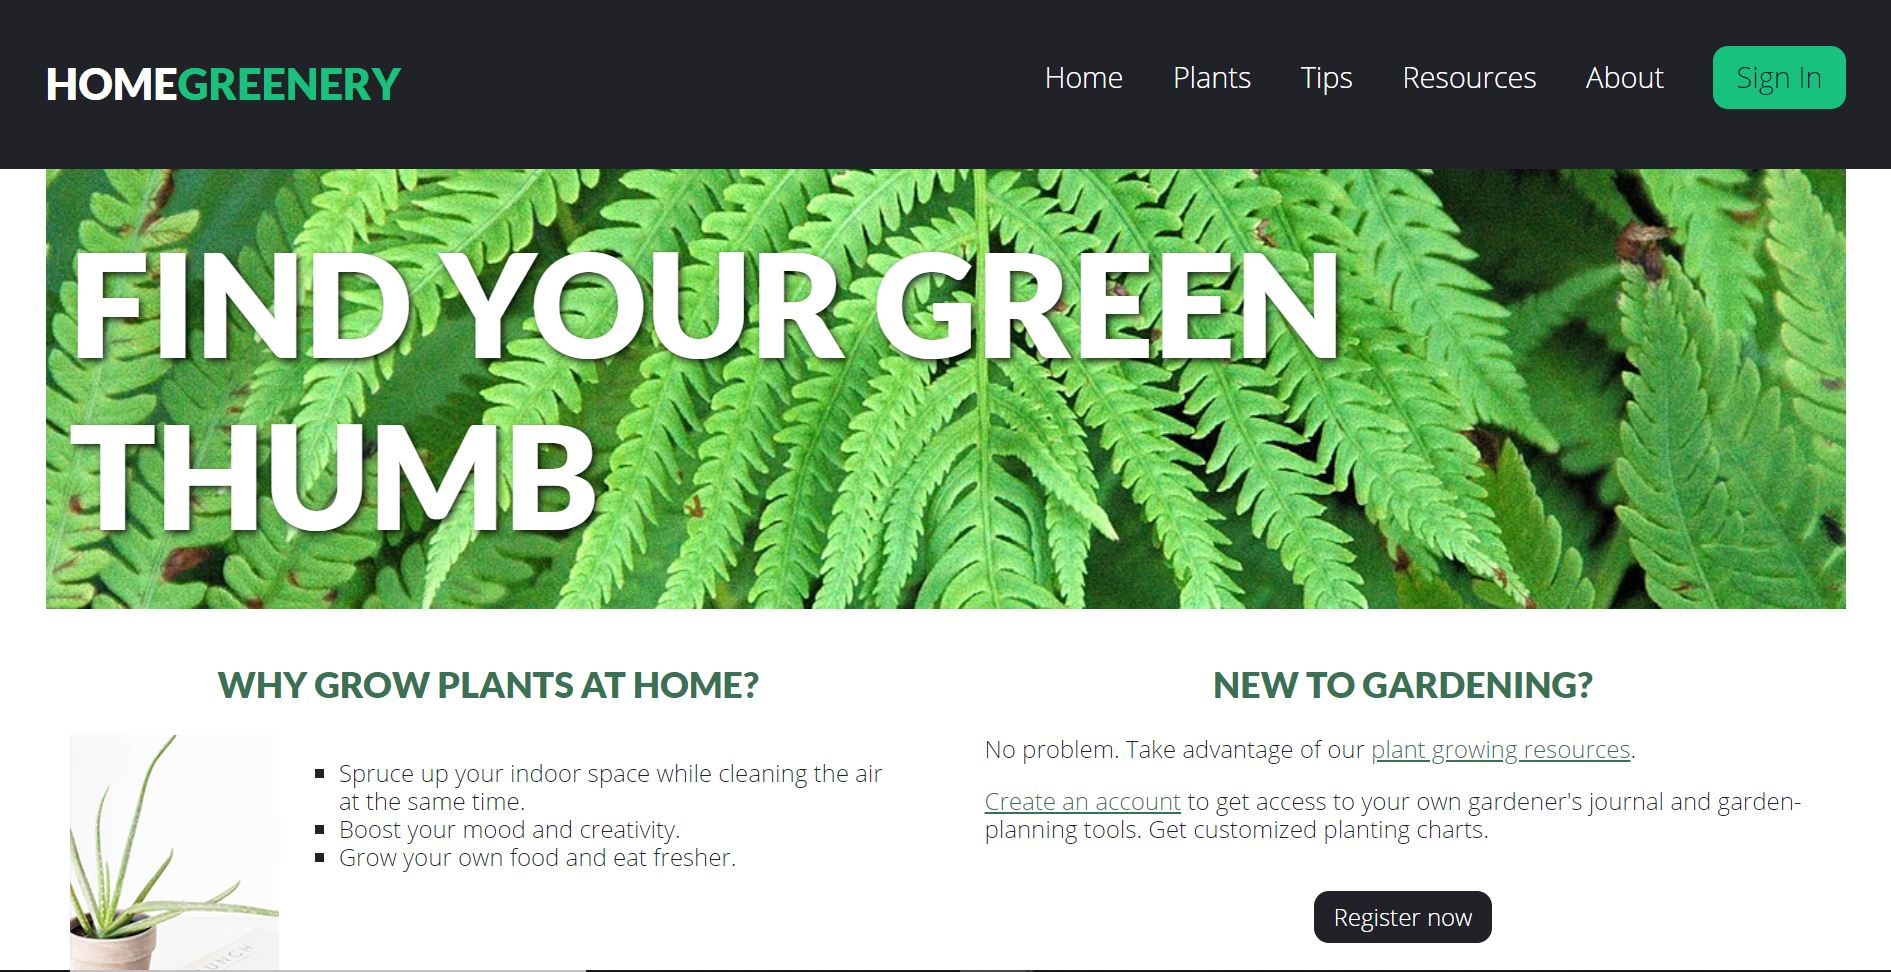 HOMEGREENERY
Home Plants Tips Resources About Sign In
FIND YOUR GREEN
THUMB
WHY GROW PLANTS AT HOME?
Spruce up your indoor space while cleaning the air
at the same time.
Boost your mood and creativity.
Grow your own food and eat fresher.
NEW TO GARDENING?
No problem. Take advantage of our plant growing resources.
Create an account to get access to your own gardener's journal and garden-
planning tools. Get customized planting charts.
Register now